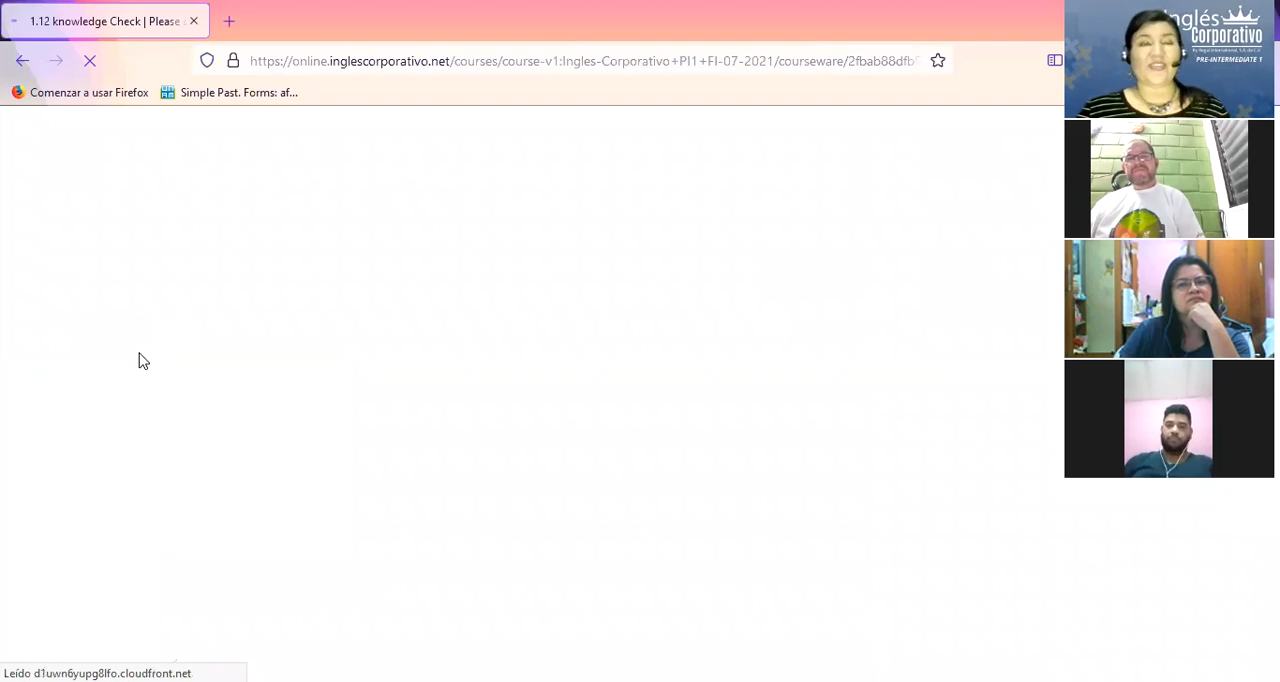 1.12 knowledge Check | Please
https://online.inglescorporativo.net/courses/course-v1:Ingles-Corporativo+PI1+FI-07-2021/courseware/2fbab88dfb
Comenzar a usar Firefox
Simple Past. Forms: af...
Inglés
Corporativo
PRE-INTERMEDIATE 1
Leído d1uwn6yupg8lfo.cloudfront.net